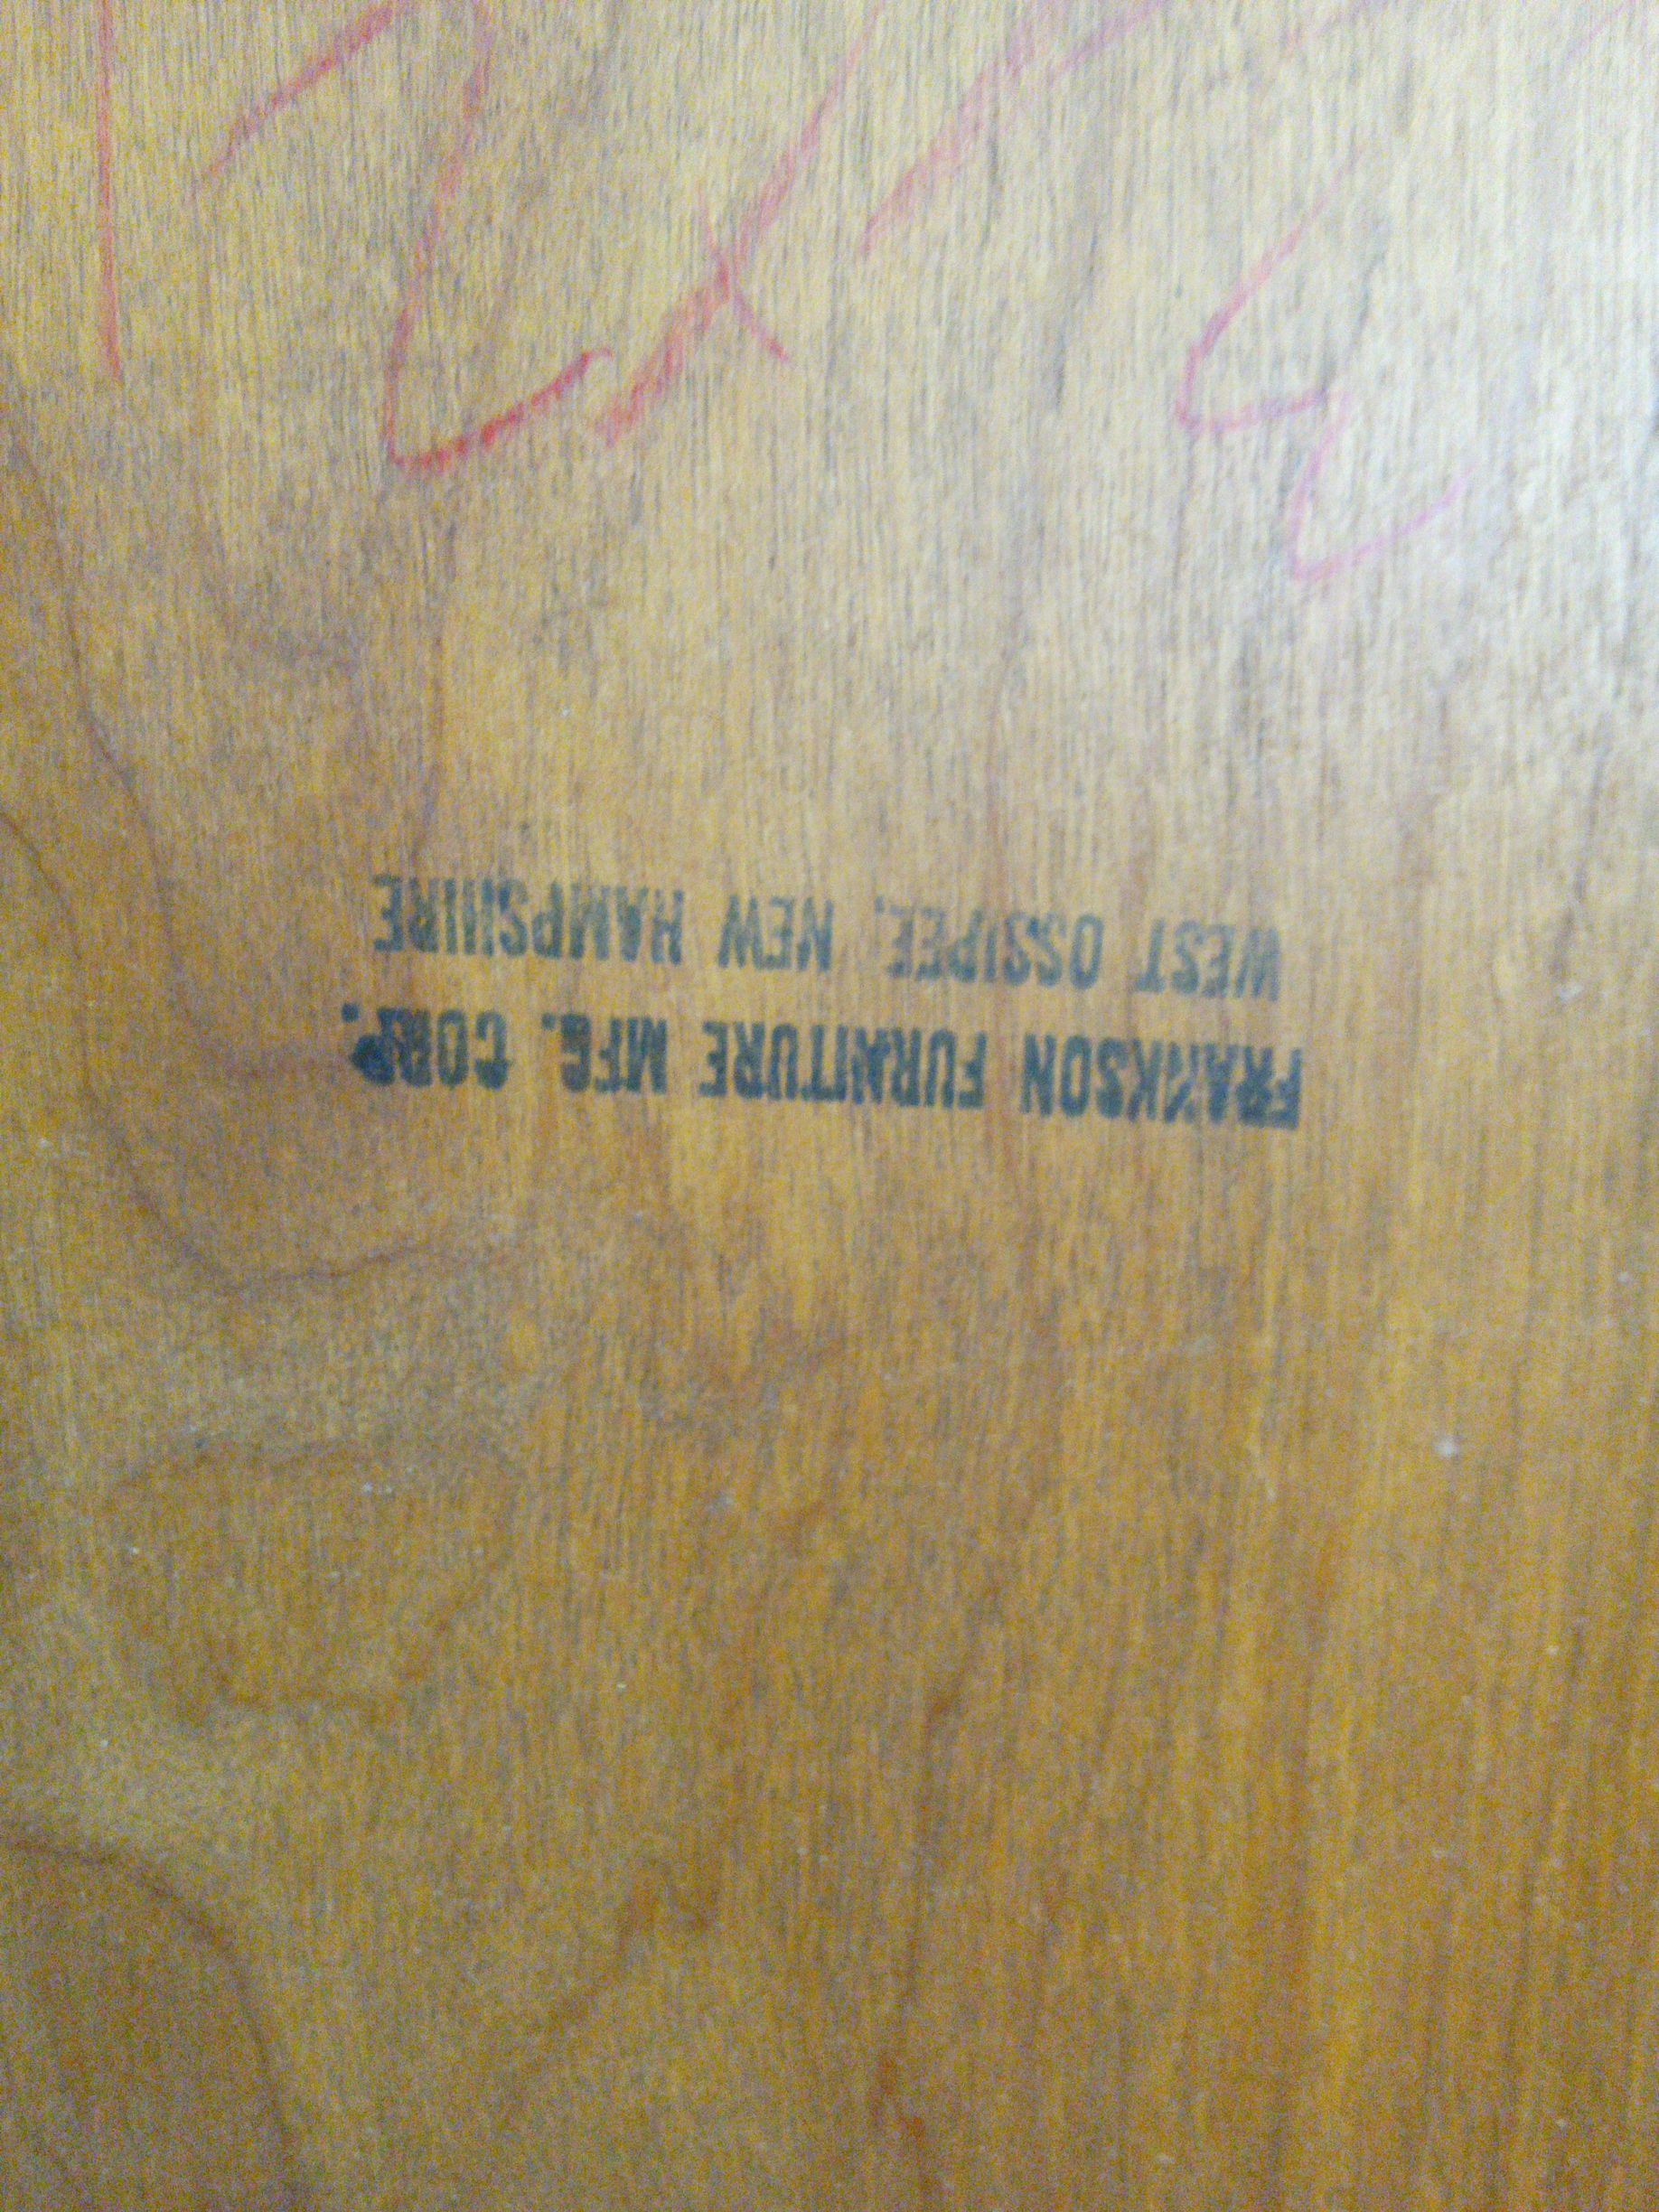 FRANKSON FURNITURE MFG. CORP.
WEST OSSIPEE, NEW HAMPSHIRE